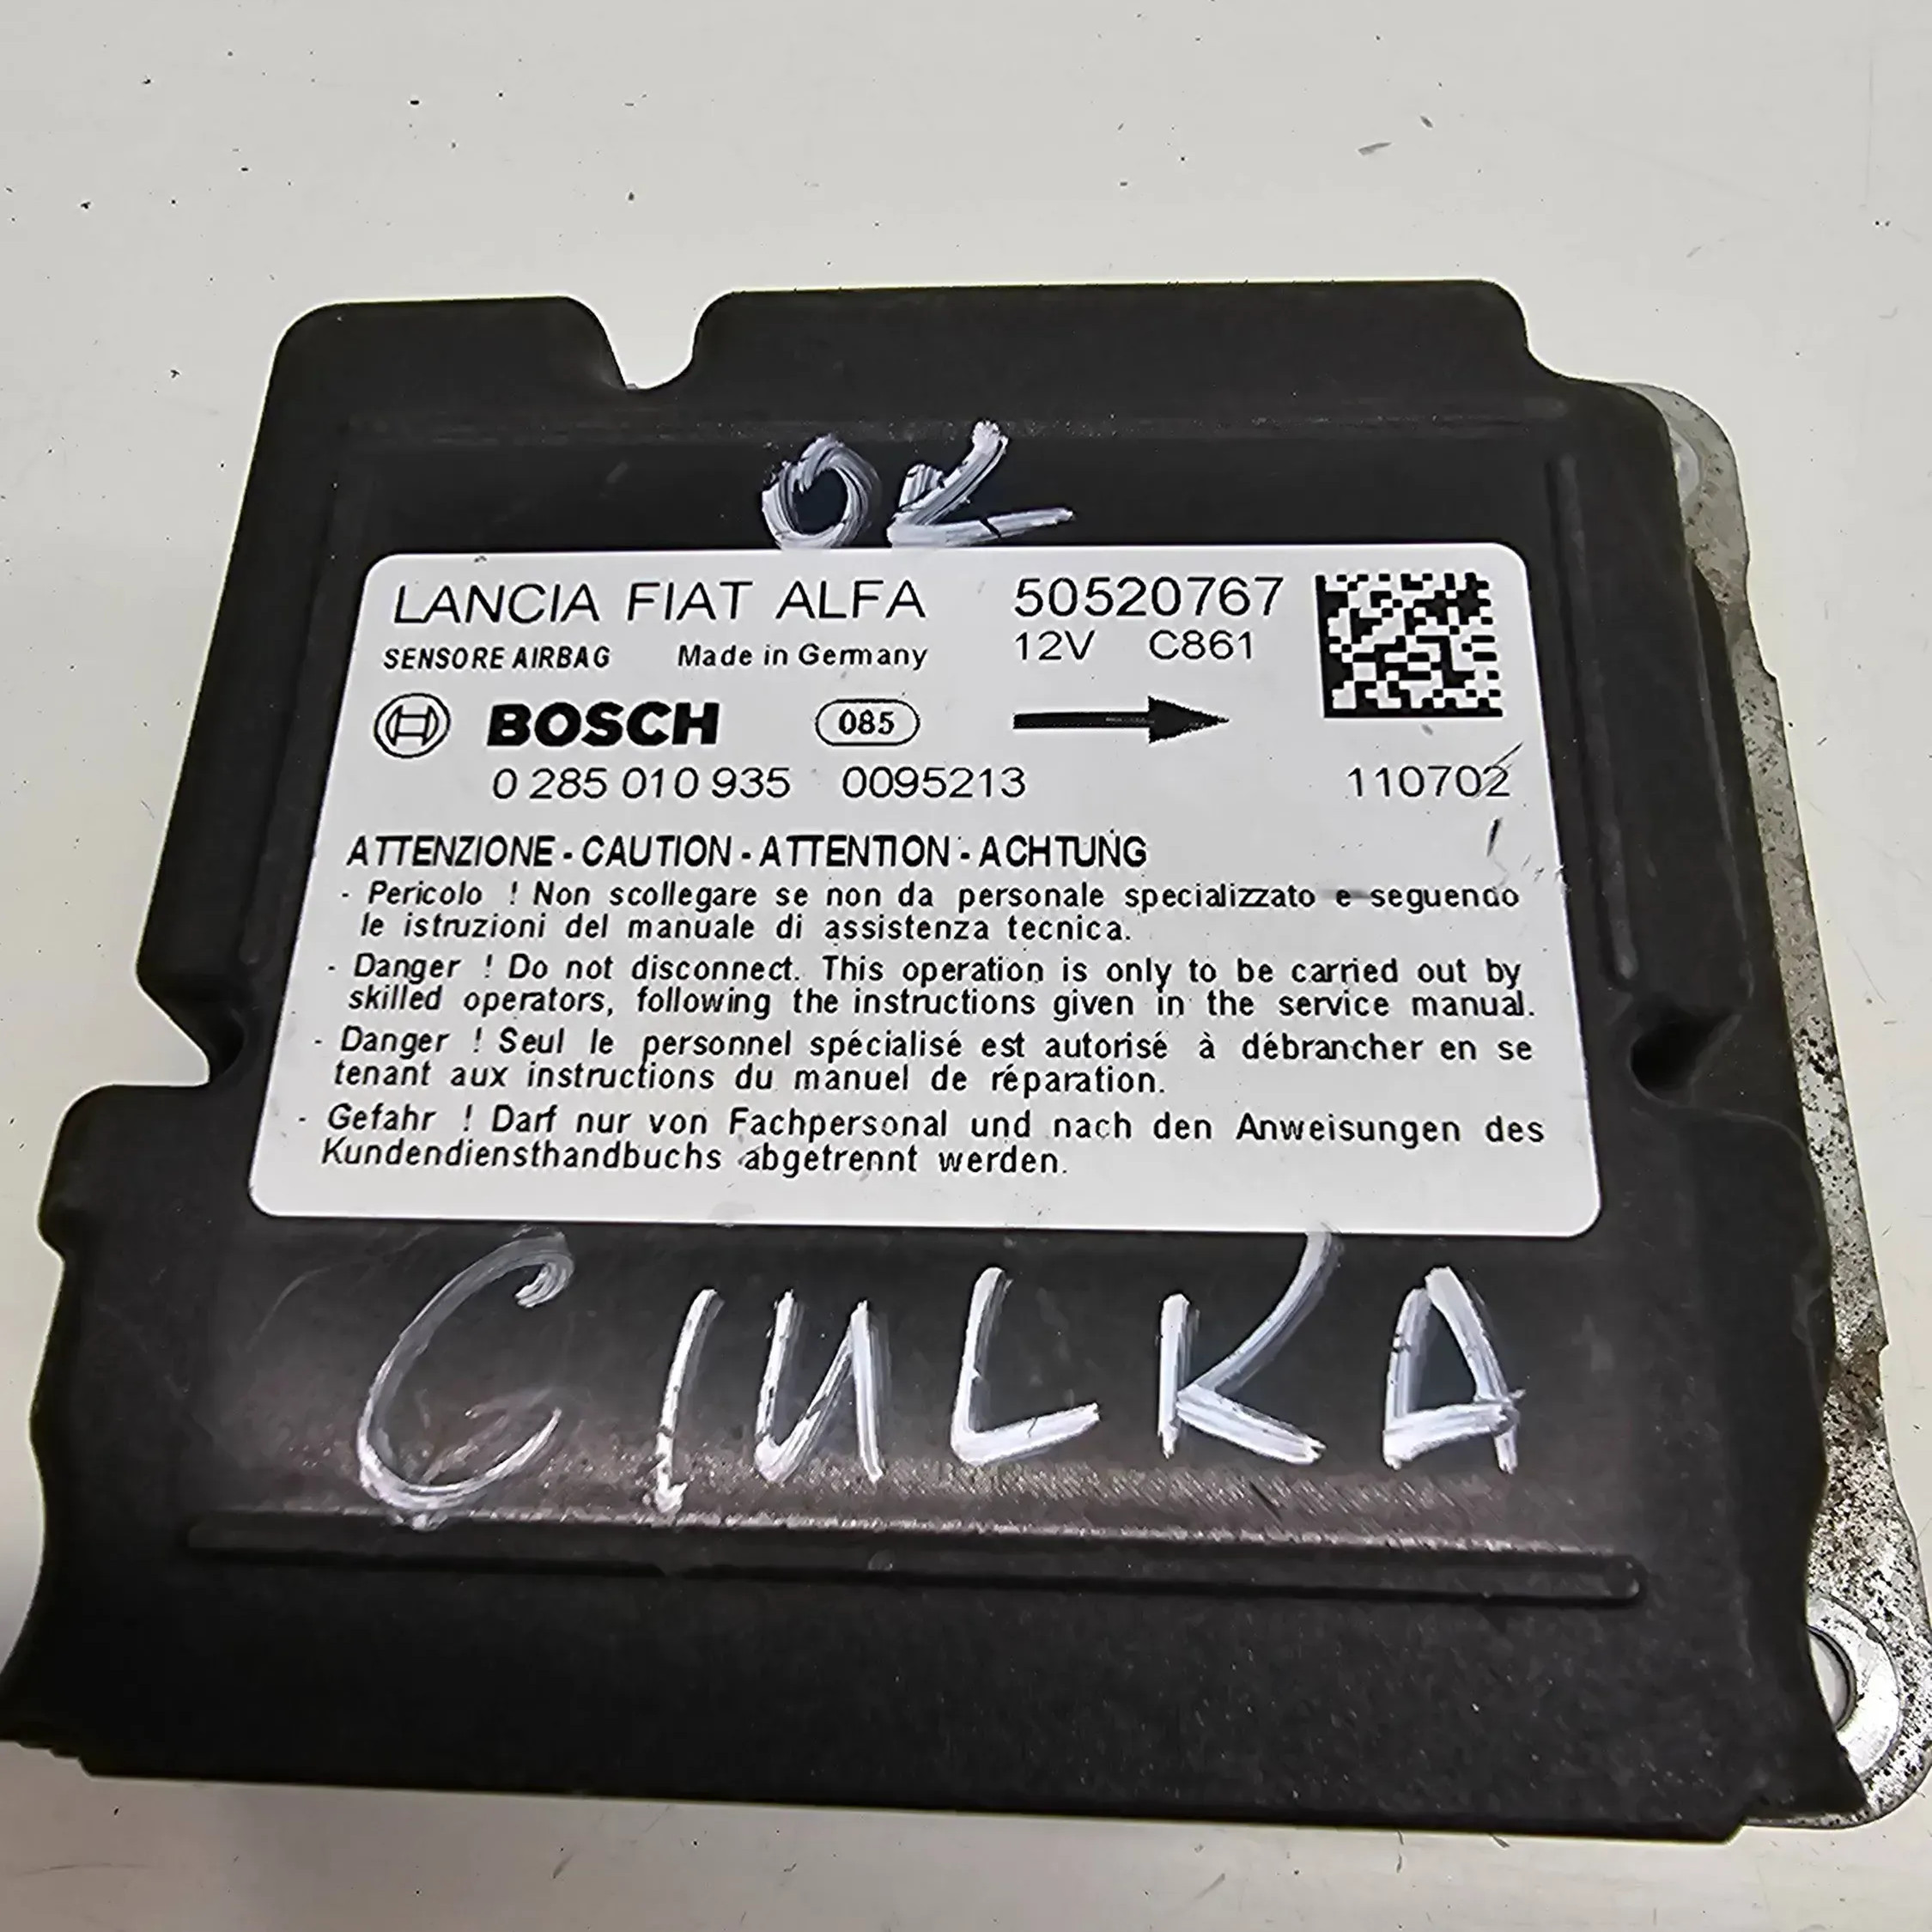 OK
LANCIA FIAT ALFA 50520767
SENSORE AIRBAG Made in Germany 12V C861
BOSCH 085
0 285 010 935 0095213 110702
ATTENZIONE - CAUTION - ATTENTION - ACHTUNG
- Pericolo ! Non scollegare se non da personale specializzato e seguendo
le istruzioni del manuale di assistenza tecnica.
- Danger ! Do not disconnect. This operation is only to be carried out by
skilled operators, following the instructions given in the service manual.
- Danger ! Seul le personnel spécialisé est autorisé à débrancher en se
tenant aux instructions du manuel de réparation.
- Gefahr ! Darf nur von Fachpersonal und nach den Anweisungen des
Kundendiensthandbuchs abgetrennt werden.
CIULKA